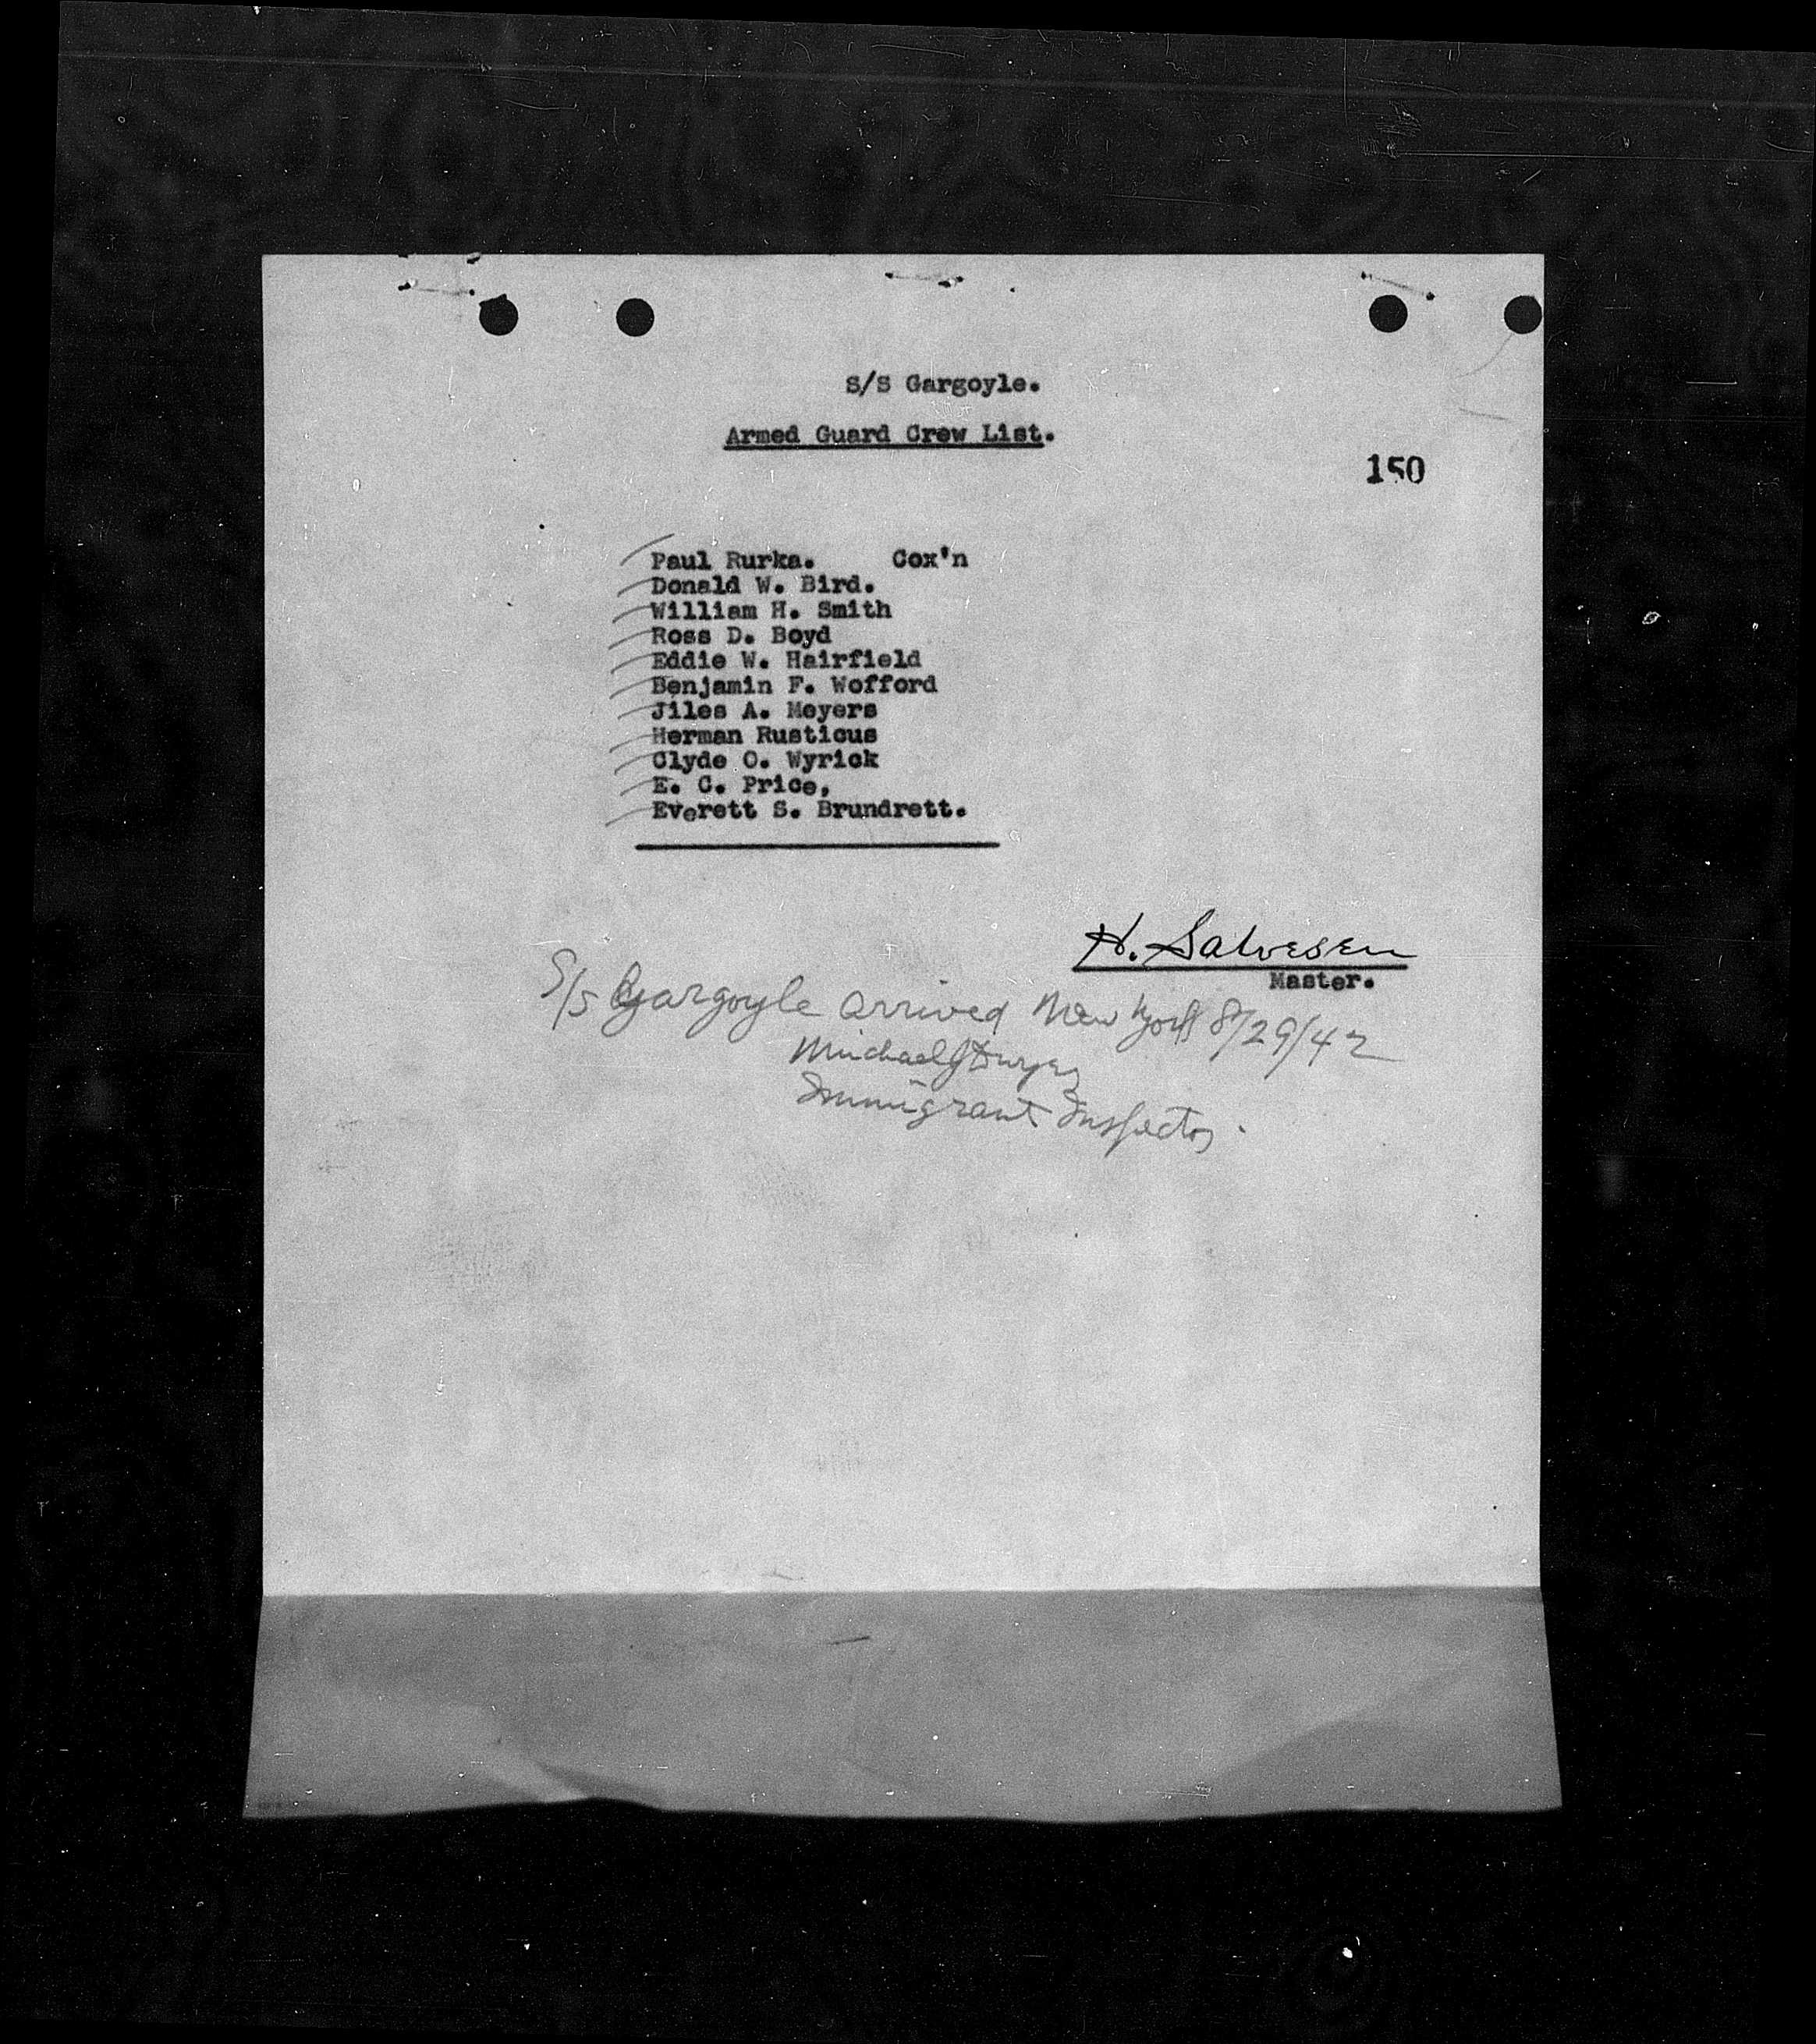 S/S Gargoyle.
Armed Guard Crew List.
150
Paul Rurka. Cox'n
Donald W. Bird.
William H. Smith
Ross D. Boyd
Eddie W. Hairfield
Benjamin F. Wofford
Jiles A. Meyers
Herman Rusticus
Clyde O. Wyrick
E. C. Price,
Everett S. Brundrett.
H. Salvesen
Master.
S/S Gargoyle arrived New York 8/29/42
Michael J Dwyer
Immigrant Inspector.